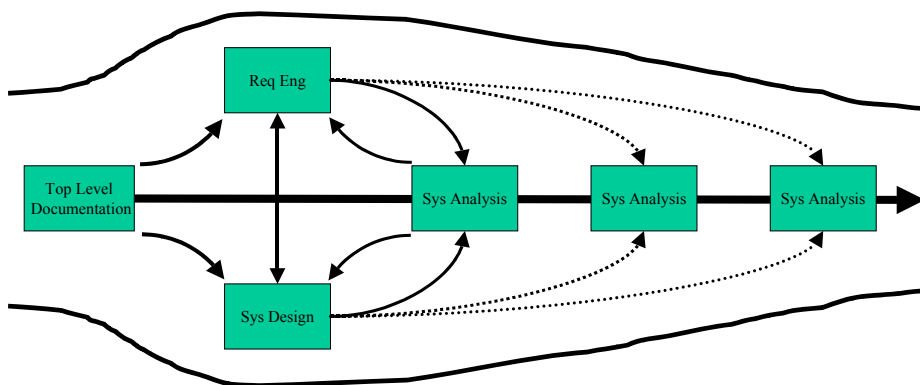 Req Eng
Top Level
Documentation
Sys Analysis
Sys Analysis
Sys Analysis
Sys Design